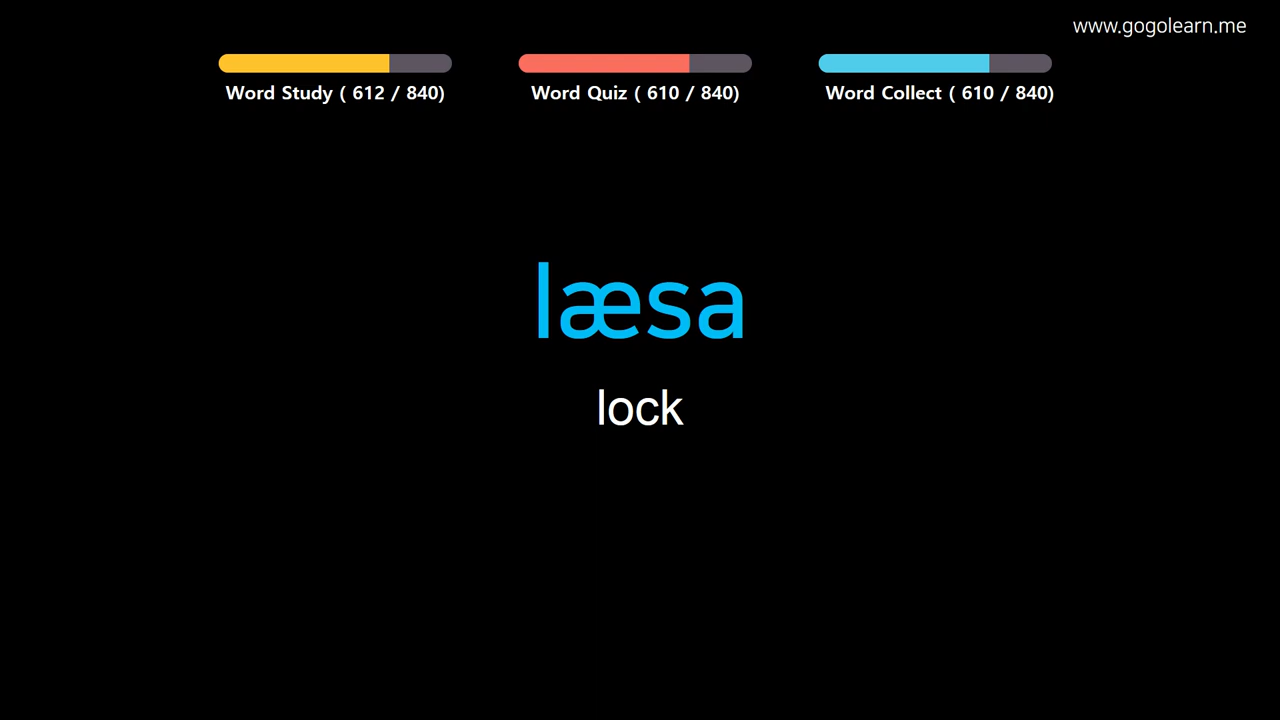 www.gogolearn.me
Word Study ( 612 / 840)
Word Quiz ( 610 / 840)
Word Collect ( 610 / 840)
læsa
lock